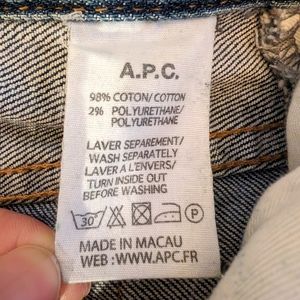 A.P.C.
98% COTON/ COTTON
2% POLYURETHANE/
POLYURETHANE
LAVER SEPAREMENT/
WASH SEPARATELY
LAVER A L'ENVERS/
TURN INSIDE OUT
BEFORE WASHING
30° P
MADE IN MACAU
WEB : WWW.APC.FR